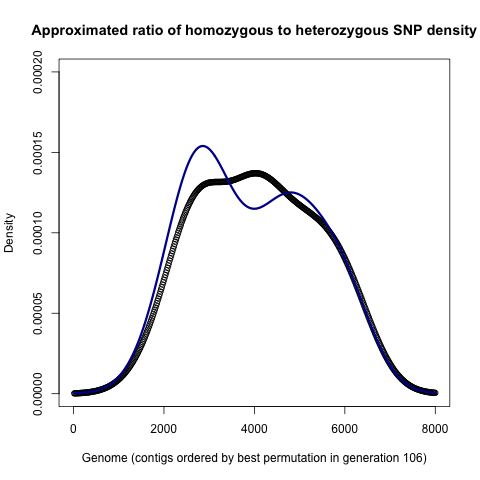 Approximated ratio of homozygous to heterozygous SNP density
0.00020
0.00015
0.00010
0.00005
0.00000
Density
0 2000 4000 6000 8000
Genome (contigs ordered by best permutation in generation 106)